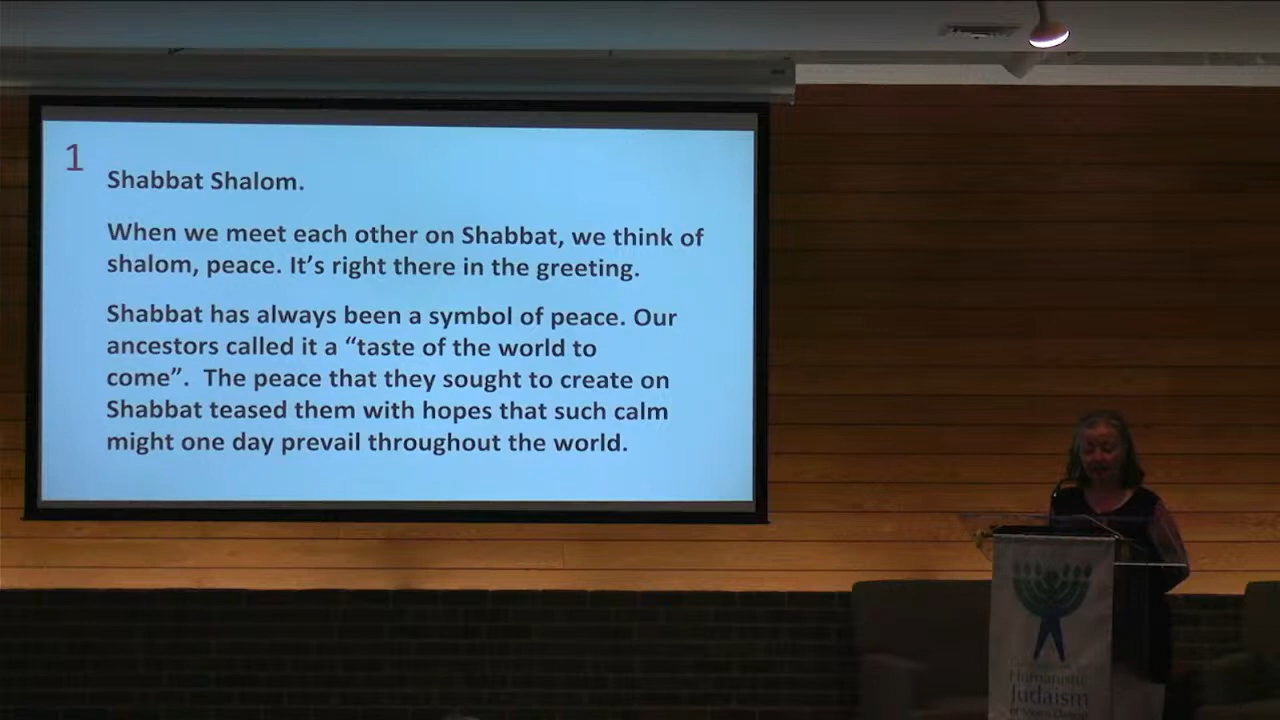 1
Shabbat Shalom.
When we meet each other on Shabbat, we think of
shalom, peace. It’s right there in the greeting.
Shabbat has always been a symbol of peace. Our
ancestors called it a “taste of the world to
come”.  The peace that they sought to create on
Shabbat teased them with hopes that such calm
might one day prevail throughout the world.
Humanistic
Judaism